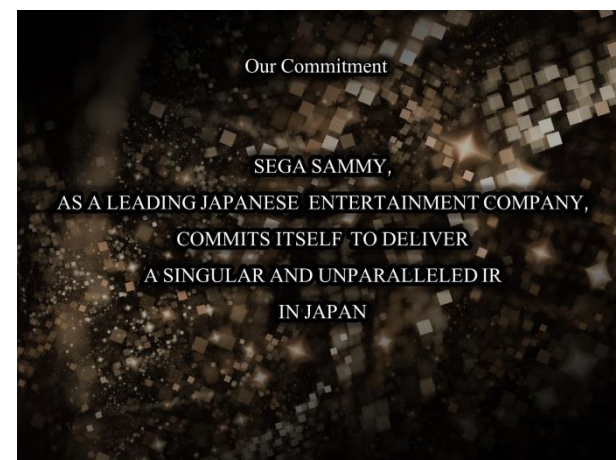 Our Commitment
SEGA SAMMY,
AS A LEADING JAPANESE ENTERTAINMENT COMPANY,
COMMITS ITSELF TO DELIVER
A SINGULAR AND UNPARALLELED IR
IN JAPAN